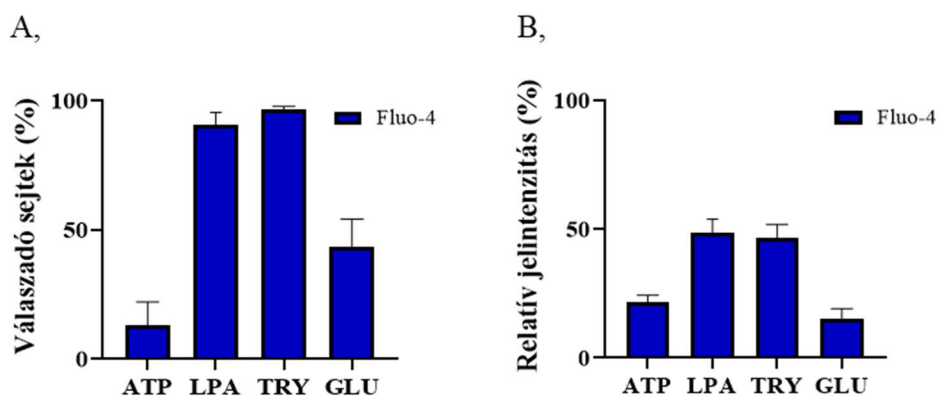 A,
Válaszadó sejtek (%)
100
50
0
Fluo-4
ATP LPA TRY GLU
B,
Relatív jelintenzitás (%)
100
50
0
Fluo-4
ATP LPA TRY GLU